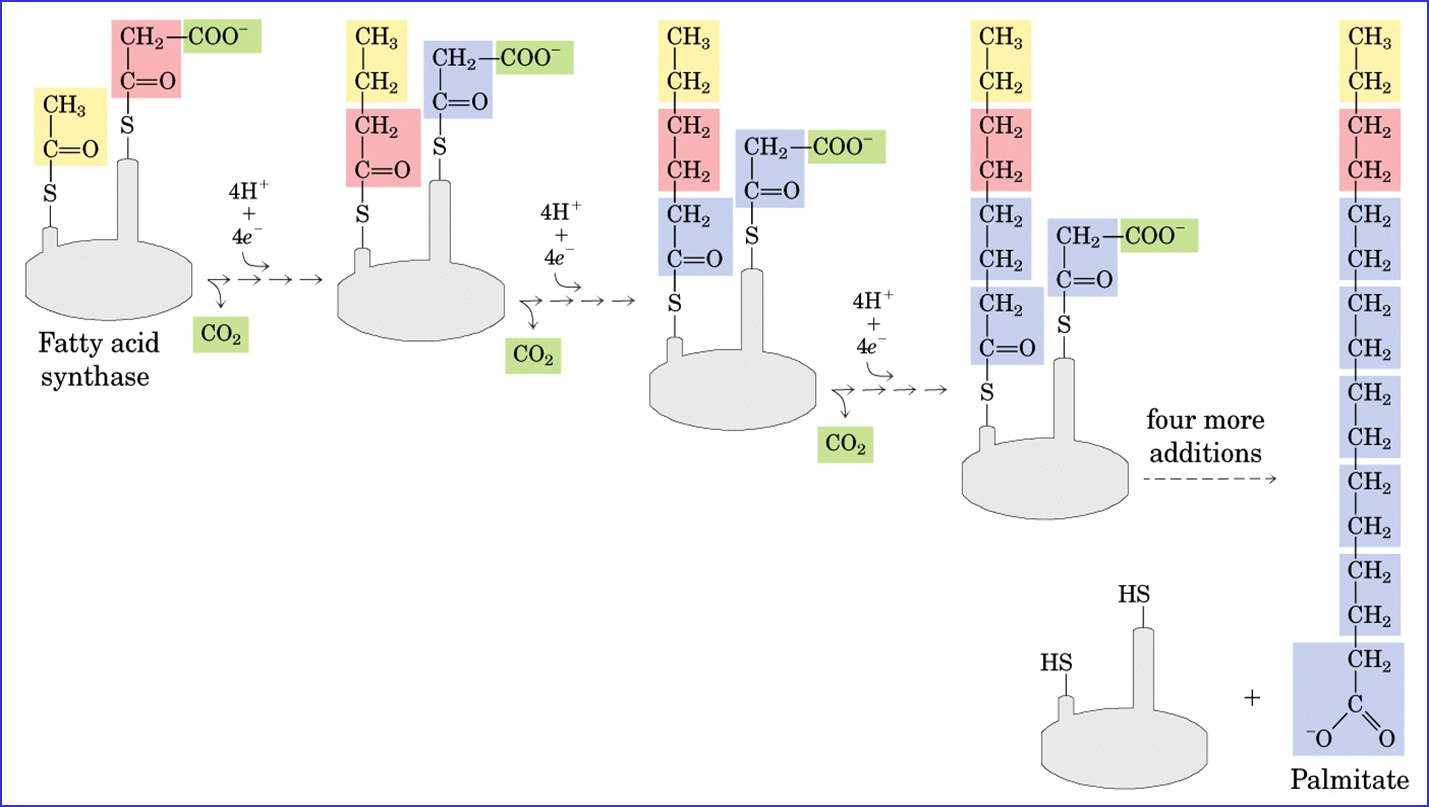 CH₂—COO⁻
C=O
S
CH₃
C=O
S
Fatty acid
synthase
4H⁺
+
4e⁻
CO₂
CH₃
CH₂
CH₂
C=O
S
CH₂—COO⁻
C=O
S
4H⁺
+
4e⁻
CO₂
CH₃
CH₂
CH₂
CH₂
CH₂
C=O
S
CH₂—COO⁻
C=O
S
4H⁺
+
4e⁻
CO₂
CH₃
CH₂
CH₂
CH₂
CH₂
CH₂
CH₂
C=O
S
CH₂—COO⁻
C=O
S
four more
additions
HS
HS
+
CH₃
CH₂
CH₂
CH₂
CH₂
CH₂
CH₂
CH₂
CH₂
CH₂
CH₂
CH₂
CH₂
CH₂
CH₂
C
⁻O O
Palmitate